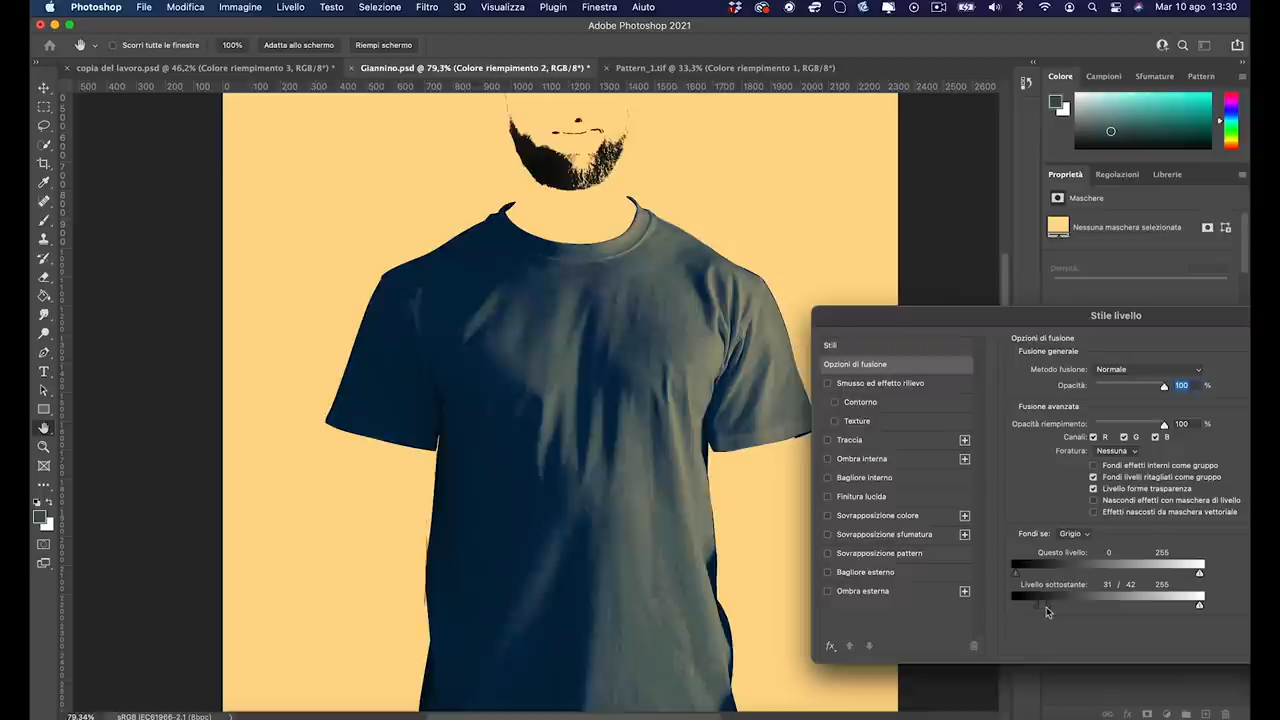 Photoshop File Modifica Immagine Livello Testo Selezione Filtro 3D Visualizza Plugin Finestra Aiuto Mar 10 ago 13:30
Adobe Photoshop 2021
Scorri tutte le finestre 100% Adatta allo schermo Riempi schermo
copia del lavoro.psd @ 46,2% (Colore riempimento 3, RGB/8*) * Giannino.psd @ 79,3% (Colore riempimento 2, RGB/8*) * Pattern_1.tif @ 33,3% (Colore riempimento 1, RGB/8*)
Colore Campioni Sfumature Pattern
500 400 300 200 100 0 100 200 300 400 500 600 700 800 900 1000 1100 1200 1300 1400 1500 1600 1700 1800 1900 2000 2100 2200 2300 2400 2500 2600
Proprietà Regolazioni Librerie
Maschere
Nessuna maschera selezionata
Densità:
Stile livello
Stili
Opzioni di fusione
Smusso ed effetto rilievo
Contorno
Texture
Traccia
Ombra interna
Bagliore interno
Finitura lucida
Sovrapposizione colore
Sovrapposizione sfumatura
Sovrapposizione pattern
Bagliore esterno
Ombra esterna
fx
Opzioni di fusione
Fusione generale
Metodo fusione: Normale
Opacità: 100 %
Fusione avanzata
Opacità riempimento: 100 %
Canali: R G B
Foratura: Nessuna
Fondi effetti interni come gruppo
Fondi livelli ritagliati come gruppo
Livello forme trasparenza
Nascondi effetti con maschera di livello
Effetti nascosti da maschera vettoriale
Fondi se: Grigio
Questo livello: 0 255
Livello sottostante: 31 / 42 255
79,34% sRGB IEC61966-2.1 (8bpc)